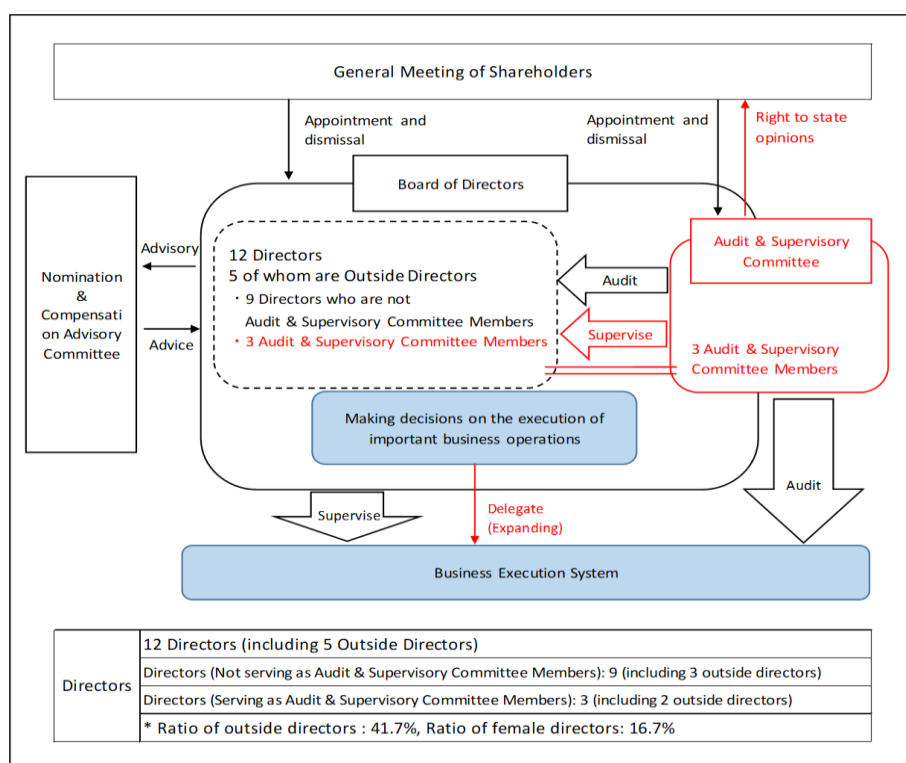 General Meeting of Shareholders
Appointment and
dismissal
Appointment and
dismissal
Right to state
opinions
Board of Directors
Audit & Supervisory
Committee
Nomination
&
Compensati
on Advisory
Committee
Advisory
Advice
12 Directors
5 of whom are Outside Directors
・9 Directors who are not
Audit & Supervisory Committee Members
・3 Audit & Supervisory Committee Members
Audit
Supervise
3 Audit & Supervisory
Committee Members
Making decisions on the execution of
important business operations
Supervise
Delegate
(Expanding)
Audit
Business Execution System
Directors
12 Directors (including 5 Outside Directors)
Directors (Not serving as Audit & Supervisory Committee Members): 9 (including 3 outside directors)
Directors (Serving as Audit & Supervisory Committee Members): 3 (including 2 outside directors)
* Ratio of outside directors : 41.7%, Ratio of female directors: 16.7%